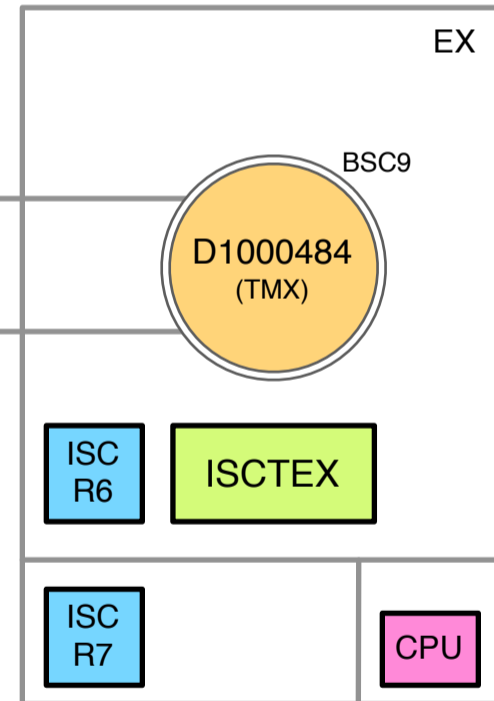 EX
BSC9
D1000484
(TMX)
ISC
R6
ISCTEX
ISC
R7
CPU